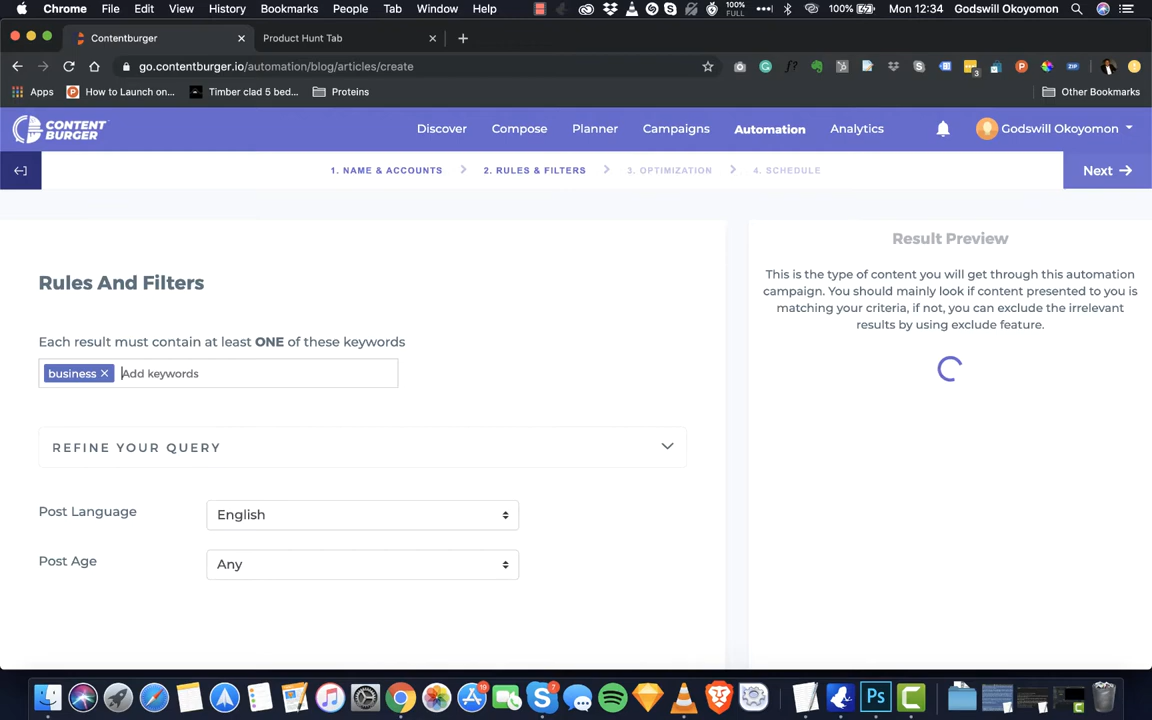 Chrome File Edit View History Bookmarks People Tab Window Help 100% FULL 100% Mon 12:34 Godswill Okoyomon
Contentburger Product Hunt Tab
go.contentburger.io/automation/blog/articles/create
Apps How to Launch on... Timber clad 5 bed... Proteins Other Bookmarks
CONTENT BURGER Discover Compose Planner Campaigns Automation Analytics Godswill Okoyomon
1. NAME & ACCOUNTS 2. RULES & FILTERS 3. OPTIMIZATION 4. SCHEDULE Next
Rules And Filters
Each result must contain at least ONE of these keywords
business Add keywords
REFINE YOUR QUERY
Post Language English
Post Age Any
Result Preview
This is the type of content you will get through this automation
campaign. You should mainly look if content presented to you is
matching your criteria, if not, you can exclude the irrelevant
results by using exclude feature.